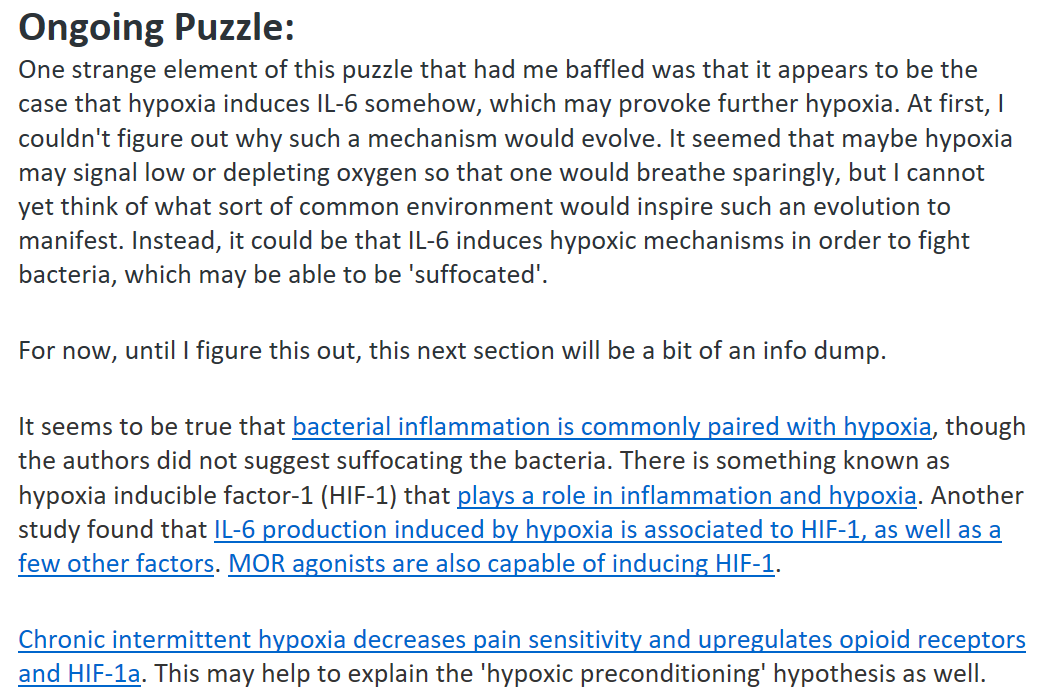 Ongoing Puzzle:
One strange element of this puzzle that had me baffled was that it appears to be the
case that hypoxia induces IL-6 somehow, which may provoke further hypoxia. At first, I
couldn't figure out why such a mechanism would evolve. It seemed that maybe hypoxia
may signal low or depleting oxygen so that one would breathe sparingly, but I cannot
yet think of what sort of common environment would inspire such an evolution to
manifest. Instead, it could be that IL-6 induces hypoxic mechanisms in order to fight
bacteria, which may be able to be 'suffocated'.
For now, until I figure this out, this next section will be a bit of an info dump.
It seems to be true that bacterial inflammation is commonly paired with hypoxia, though
the authors did not suggest suffocating the bacteria. There is something known as
hypoxia inducible factor-1 (HIF-1) that plays a role in inflammation and hypoxia. Another
study found that IL-6 production induced by hypoxia is associated to HIF-1, as well as a
few other factors. MOR agonists are also capable of inducing HIF-1.
Chronic intermittent hypoxia decreases pain sensitivity and upregulates opioid receptors
and HIF-1a. This may help to explain the 'hypoxic preconditioning' hypothesis as well.